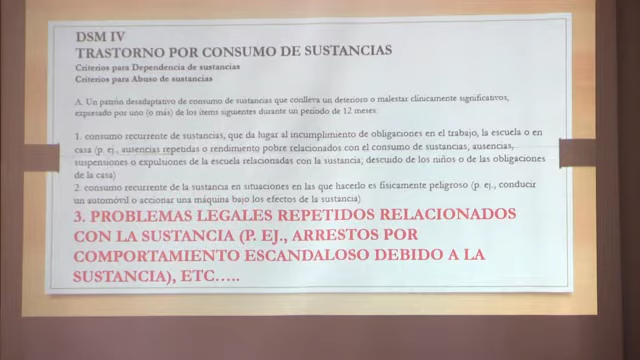 DSM IV
TRASTORNO POR CONSUMO DE SUSTANCIAS
Criterios para Dependencia de sustancias
Criterios para Abuso de sustancias
A. Un patrón desadaptativo de consumo de sustancias que conlleva un deterioro o malestar clínicamente significativos,
expresado por uno (o más) de los ítems siguientes durante un período de 12 meses:
1. consumo recurrente de sustancias, que da lugar al incumplimiento de obligaciones en el trabajo, la escuela o en
casa (p. ej., ausencias repetidas o rendimiento pobre relacionados con el consumo de sustancias, ausencias,
suspensiones o expulsiones de la escuela relacionadas con la sustancia, descuido de los niños o de las obligaciones
de la casa)
2. consumo recurrente de la sustancia en situaciones en las que hacerlo es físicamente peligroso (p. ej., conducir
un automóvil o accionar una máquina bajo los efectos de la sustancia)
3. PROBLEMAS LEGALES REPETIDOS RELACIONADOS
CON LA SUSTANCIA (P. EJ., ARRESTOS POR
COMPORTAMIENTO ESCANDALOSO DEBIDO A LA
SUSTANCIA), ETC…..